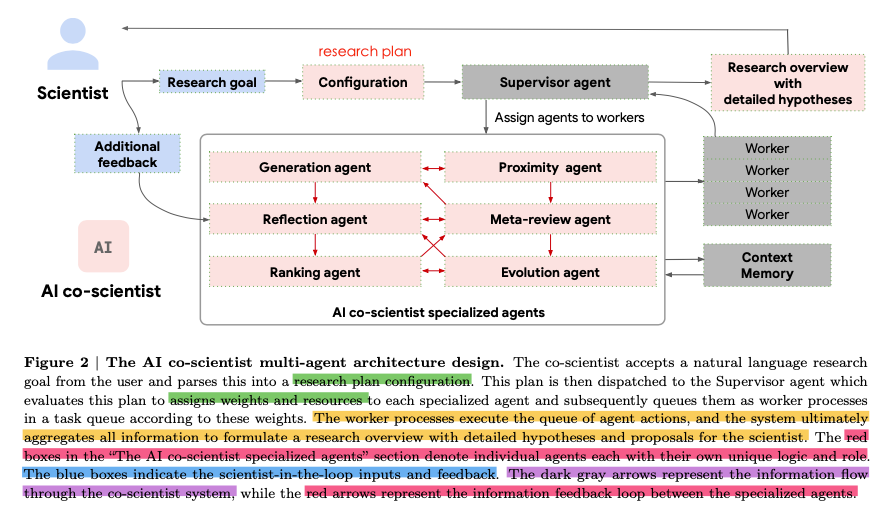 research plan
Scientist
Research goal
Configuration
Supervisor agent
Research overview
with
detailed hypotheses
Assign agents to workers
Additional
feedback
Generation agent
Proximity agent
Reflection agent
Meta-review agent
Ranking agent
Evolution agent
AI co-scientist specialized agents
Worker
Worker
Worker
Worker
Context
Memory
AI
AI co-scientist
Figure 2 | The AI co-scientist multi-agent architecture design. The co-scientist accepts a natural language research
goal from the user and parses this into a research plan configuration. This plan is then dispatched to the Supervisor agent which
evaluates this plan to assigns weights and resources to each specialized agent and subsequently queues them as worker processes
in a task queue according to these weights. The worker processes execute the queue of agent actions, and the system ultimately
aggregates all information to formulate a research overview with detailed hypotheses and proposals for the scientist. The red
boxes in the “The AI co-scientist specialized agents” section denote individual agents each with their own unique logic and role.
The blue boxes indicate the scientist-in-the-loop inputs and feedback. The dark gray arrows represent the information flow
through the co-scientist system, while the red arrows represent the information feedback loop between the specialized agents.